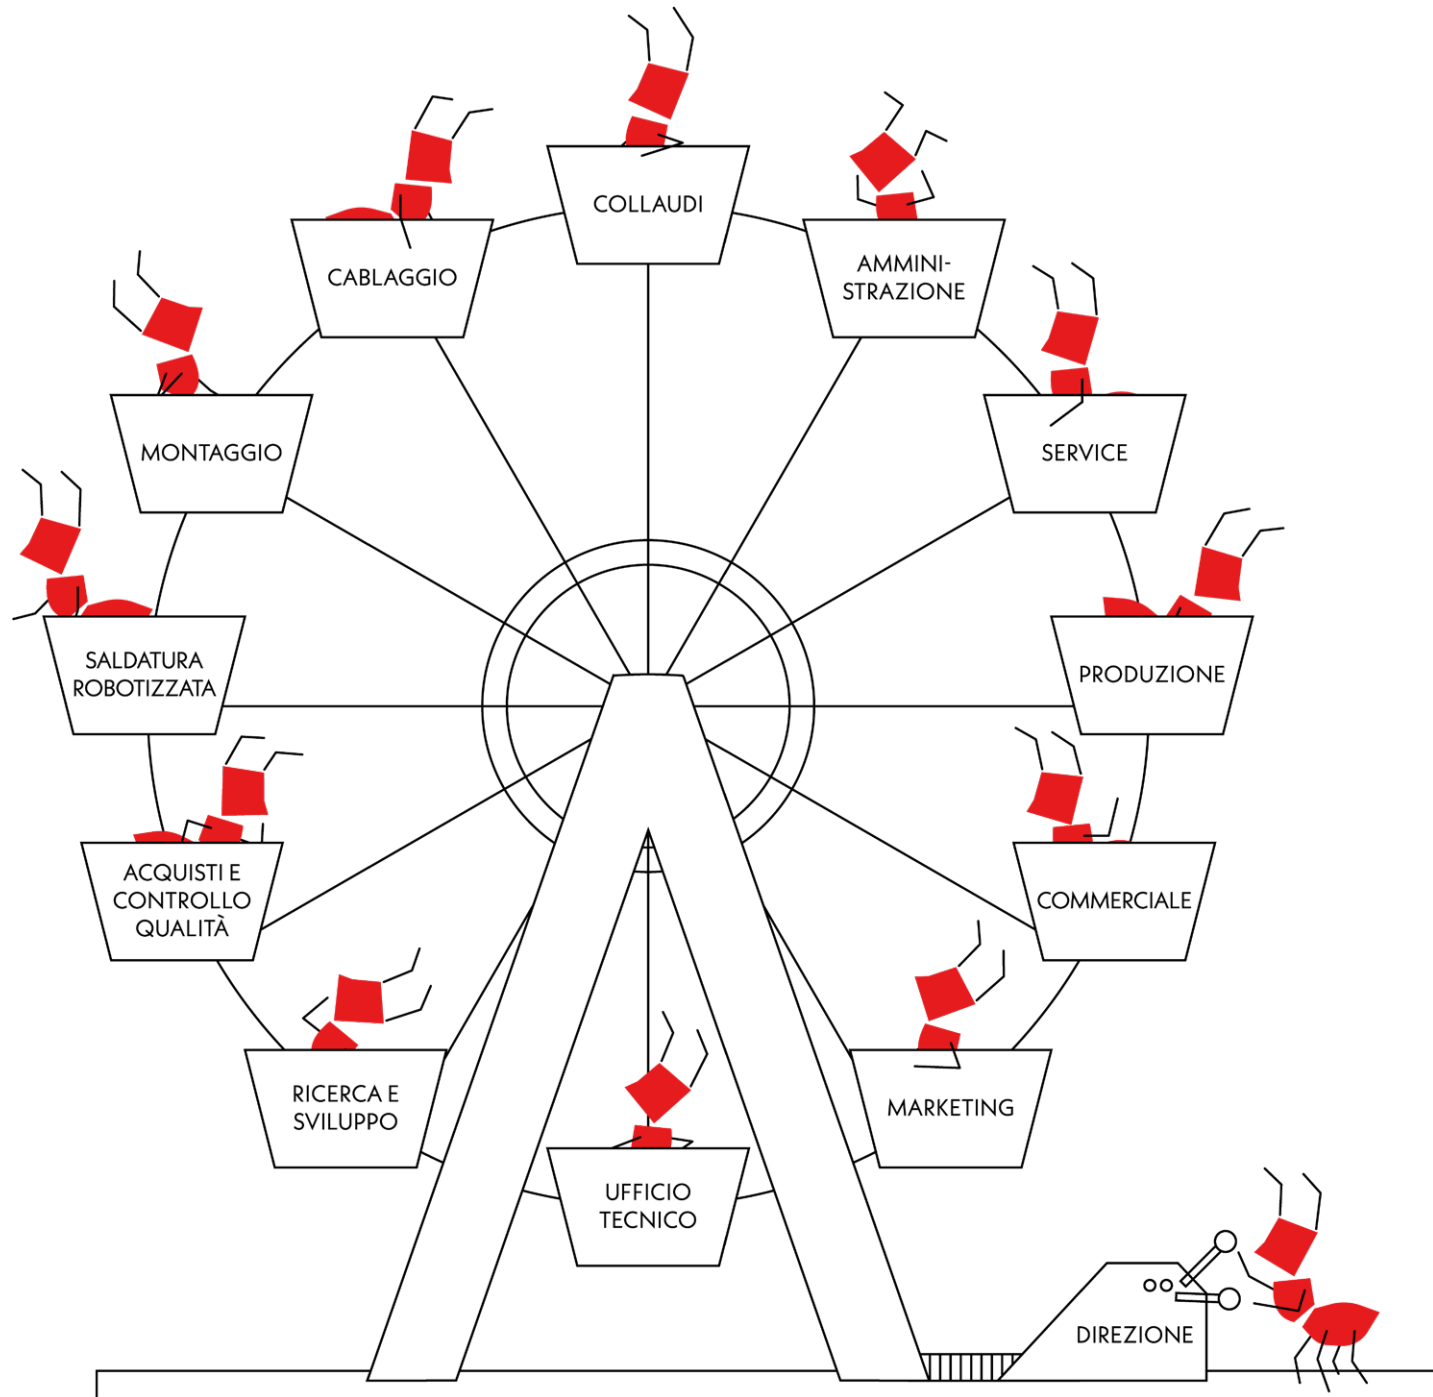 COLLAUDI
CABLAGGIO
AMMINI-
STRAZIONE
MONTAGGIO
SERVICE
SALDATURA
ROBOTIZZATA
PRODUZIONE
ACQUISTI E
CONTROLLO
QUALITÀ
COMMERCIALE
RICERCA E
SVILUPPO
MARKETING
UFFICIO
TECNICO
DIREZIONE